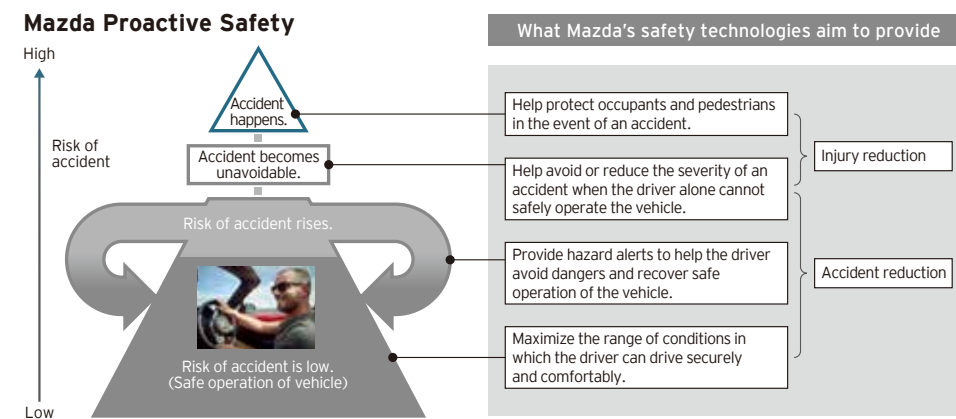 Mazda Proactive Safety
What Mazda's safety technologies aim to provide
High
Risk of
accident
Low
Accident
happens.
Accident becomes
unavoidable.
Risk of accident rises.
Risk of accident is low.
(Safe operation of vehicle)
Help protect occupants and pedestrians
in the event of an accident.
Help avoid or reduce the severity of an
accident when the driver alone cannot
safely operate the vehicle.
Provide hazard alerts to help the driver
avoid dangers and recover safe
operation of the vehicle.
Maximize the range of conditions in
which the driver can drive securely
and comfortably.
Injury reduction
Accident reduction